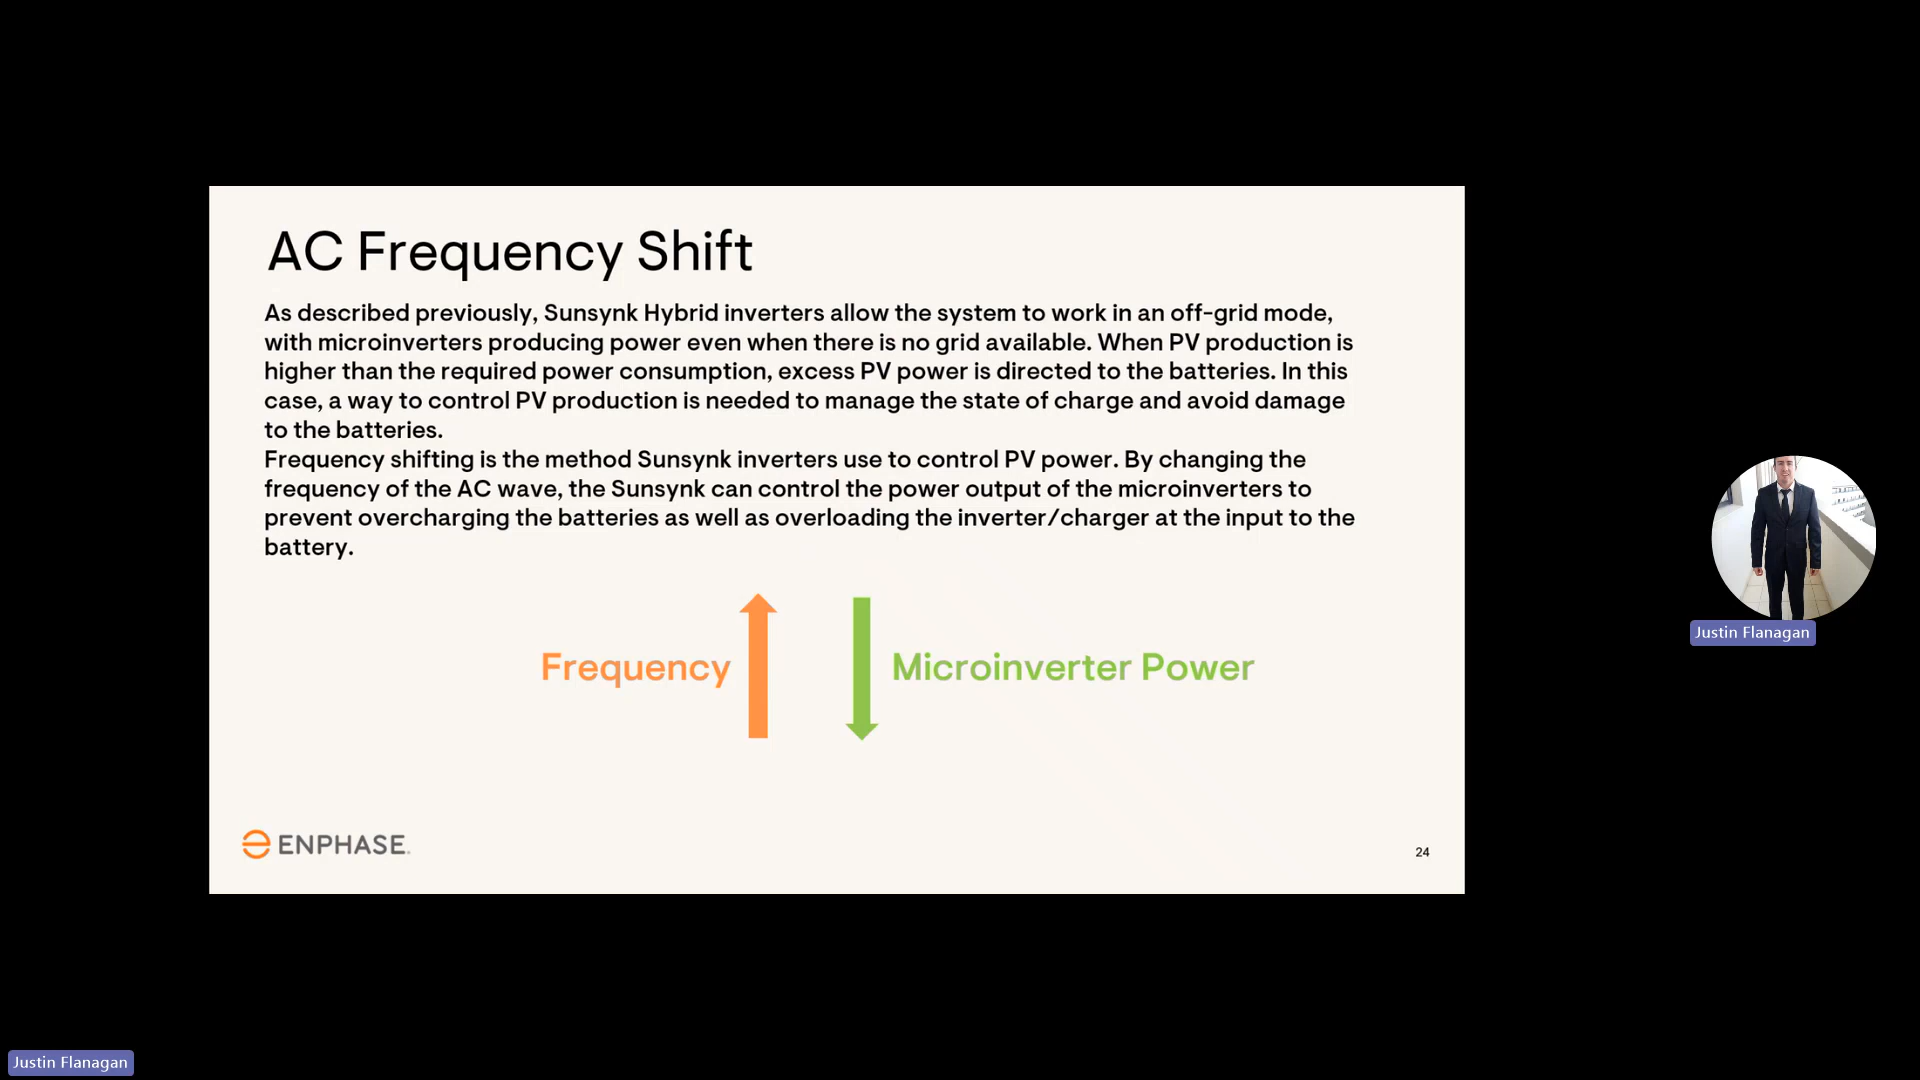 AC Frequency Shift
As described previously, Sunsynk Hybrid inverters allow the system to work in an off-grid mode,
with microinverters producing power even when there is no grid available. When PV production is
higher than the required power consumption, excess PV power is directed to the batteries. In this
case, a way to control PV production is needed to manage the state of charge and avoid damage
to the batteries.
Frequency shifting is the method Sunsynk inverters use to control PV power. By changing the
frequency of the AC wave, the Sunsynk can control the power output of the microinverters to
prevent overcharging the batteries as well as overloading the inverter/charger at the input to the
battery.
Frequency
Microinverter Power
ENPHASE.
24
Justin Flanagan
Justin Flanagan